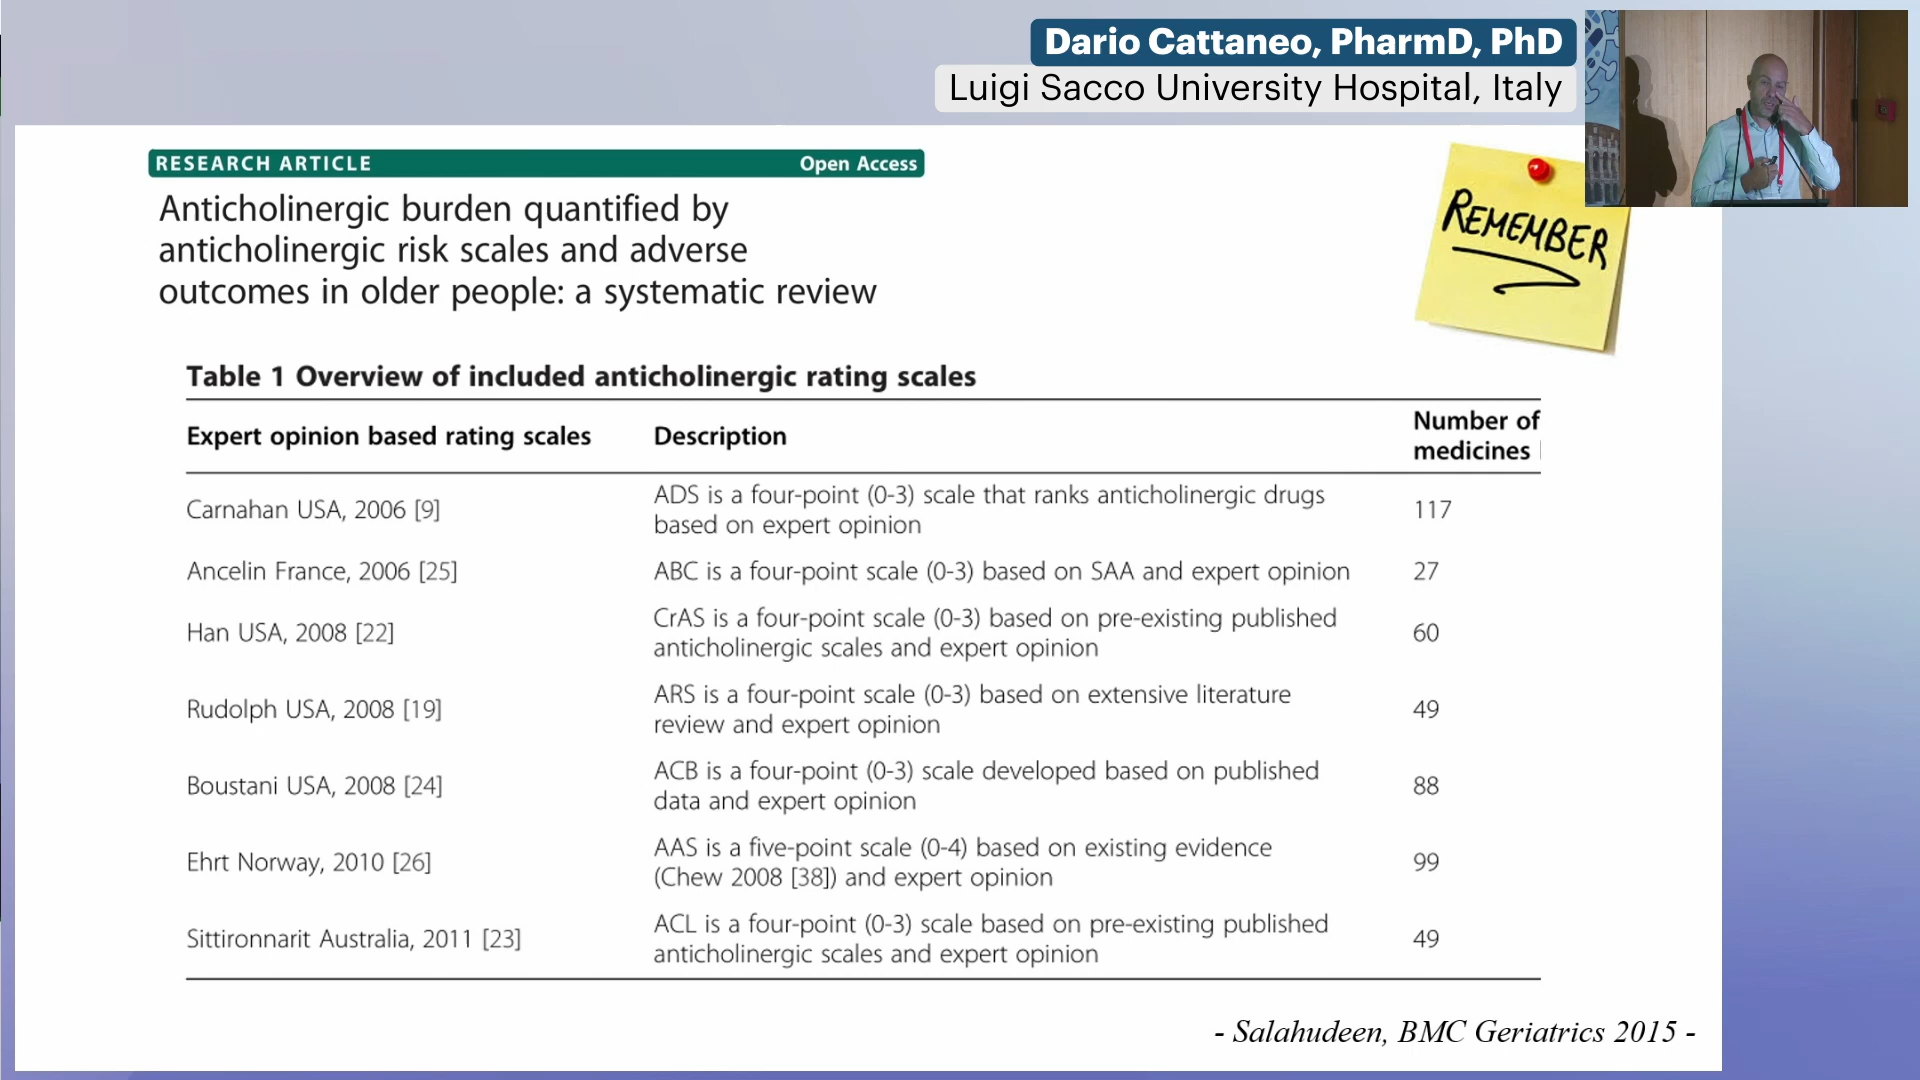 Dario Cattaneo, PharmD, PhD
Luigi Sacco University Hospital, Italy
RESEARCH ARTICLE Open Access
Anticholinergic burden quantified by
anticholinergic risk scales and adverse
outcomes in older people: a systematic review
REMEMBER
Table 1 Overview of included anticholinergic rating scales
Expert opinion based rating scales Description Number of
medicines
Carnahan USA, 2006 [9] ADS is a four-point (0-3) scale that ranks anticholinergic drugs
based on expert opinion 117
Ancelin France, 2006 [25] ABC is a four-point scale (0-3) based on SAA and expert opinion 27
Han USA, 2008 [22] CrAS is a four-point scale (0-3) based on pre-existing published
anticholinergic scales and expert opinion 60
Rudolph USA, 2008 [19] ARS is a four-point scale (0-3) based on extensive literature
review and expert opinion 49
Boustani USA, 2008 [24] ACB is a four-point (0-3) scale developed based on published
data and expert opinion 88
Ehrt Norway, 2010 [26] AAS is a five-point scale (0-4) based on existing evidence
(Chew 2008 [38]) and expert opinion 99
Sittironnarit Australia, 2011 [23] ACL is a four-point (0-3) scale based on pre-existing published
anticholinergic scales and expert opinion 49
- Salahudeen, BMC Geriatrics 2015 -